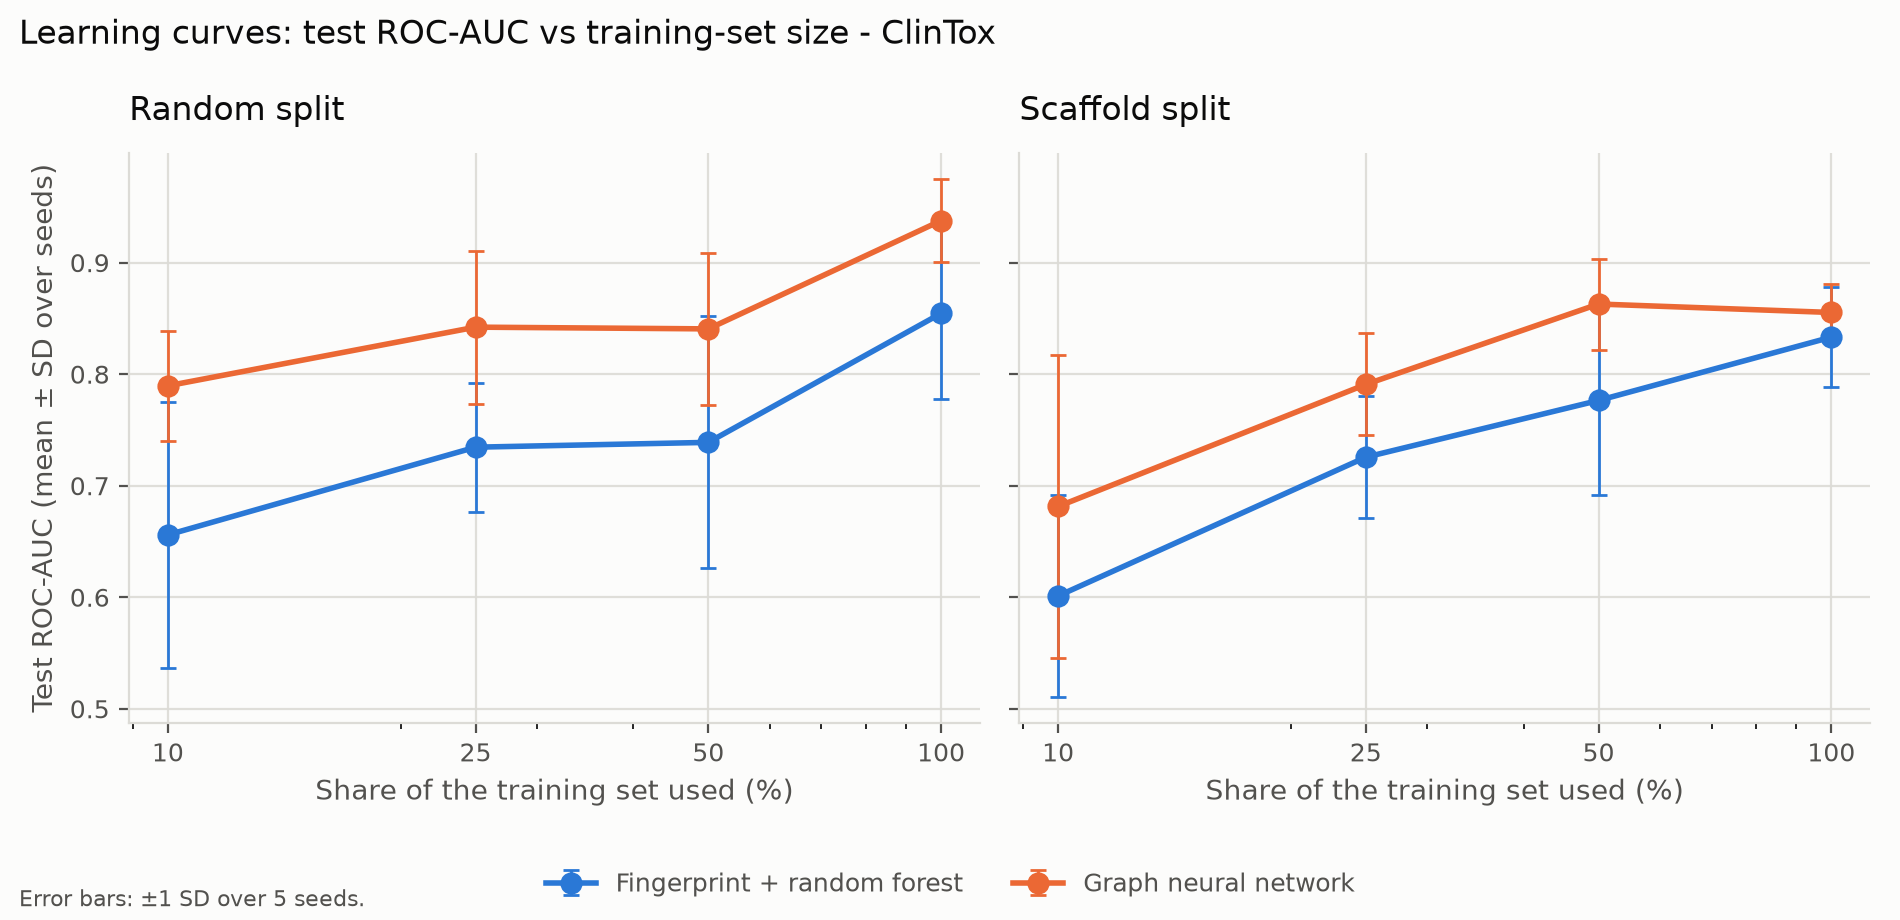 Learning curves: test ROC-AUC vs training-set size - ClinTox
Random split
Scaffold split
Test ROC-AUC (mean ± SD over seeds)
0.9
0.8
0.7
0.6
0.5
10 25 50 100
10 25 50 100
Share of the training set used (%)
Share of the training set used (%)
Fingerprint + random forest
Graph neural network
Error bars: ±1 SD over 5 seeds.